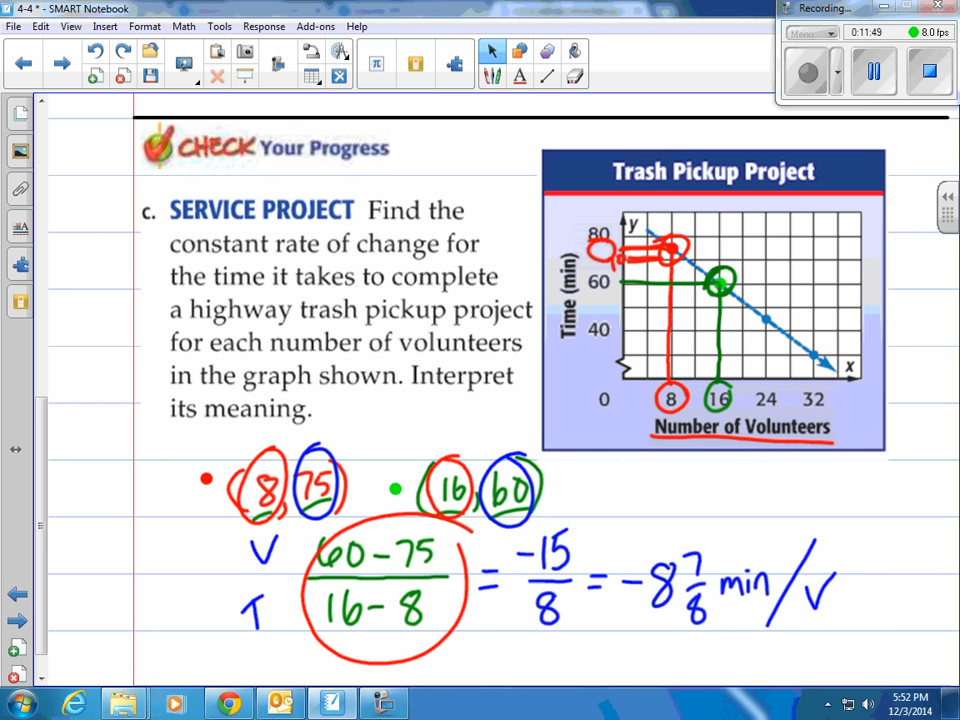 4-4 * - SMART Notebook
Recording...
File Edit View Insert Format Math Tools Response Add-ons Help
Menu 0:11:49 8.0 fps
CHECK Your Progress
c. SERVICE PROJECT Find the
constant rate of change for
the time it takes to complete
a highway trash pickup project
for each number of volunteers
in the graph shown. Interpret
its meaning.
Trash Pickup Project
y
80
60
40
0
Time (min)
x
8 16 24 32
Number of Volunteers
(8, 75) (16, 60)
V
T
60 - 75
16 - 8
= -15
8
= -8 7/8 min/V
5:52 PM
12/3/2014